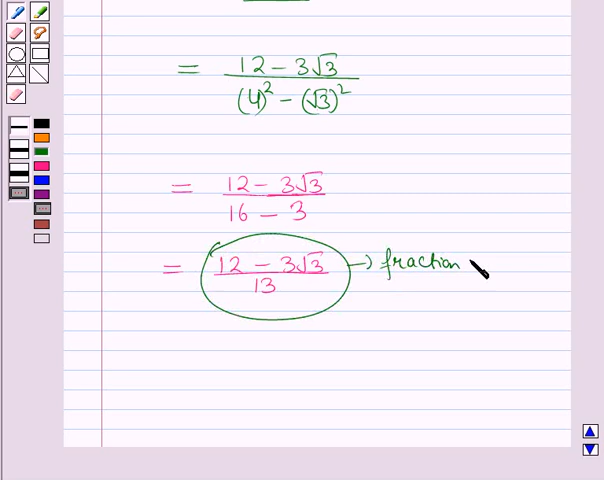 = 12 − 3√3
(4)² − (√3)²
= 12 − 3√3
16 − 3
= 12 − 3√3 → fraction
13